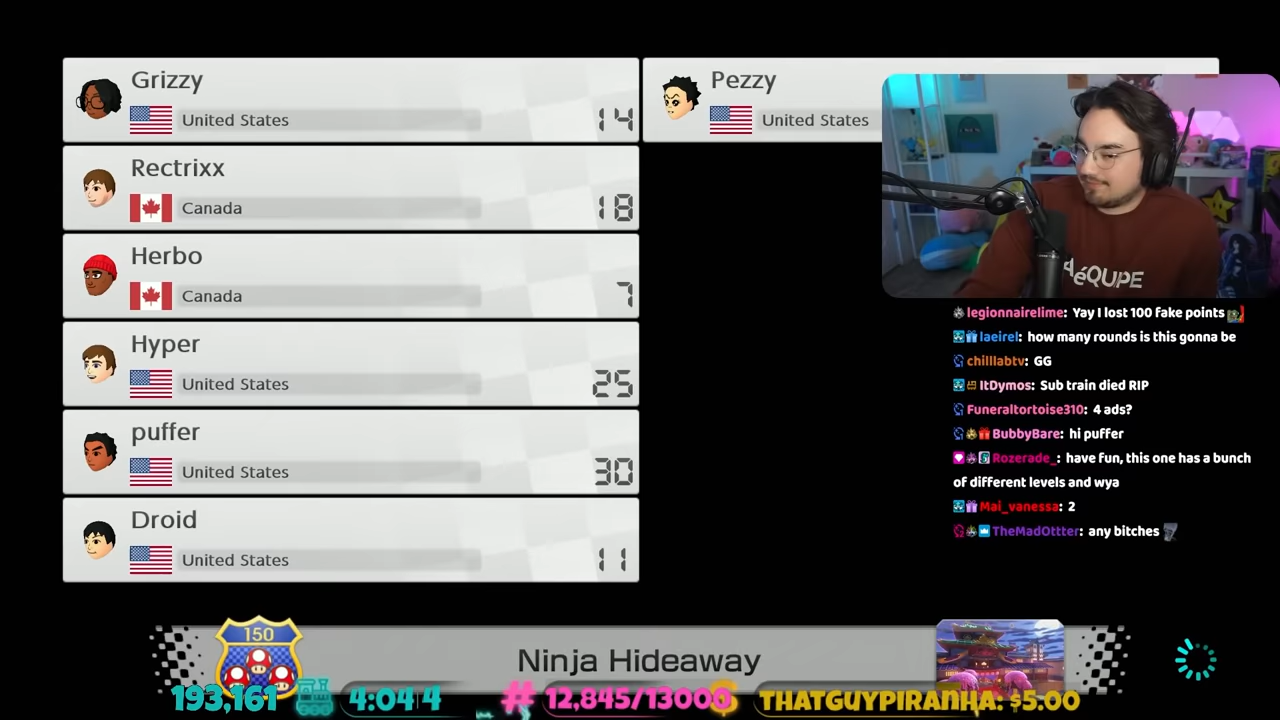 Grizzy
United States
14
Rectrixx
Canada
18
Herbo
Canada
7
Hyper
United States
25
puffer
United States
30
Droid
United States
11
Pezzy
United States
AéQUPE
legionnairelime: Yay I lost 100 fake points
laeirel: how many rounds is this gonna be
chilllabtv: GG
ItDymos: Sub train died RIP
Funeraltortoise310: 4 ads?
BubbyBare: hi puffer
Rozerade_: have fun, this one has a bunch
of different levels and wya
Mai_vanessa: 2
TheMadOttter: any bitches
150
Ninja Hideaway
193,161 4:04 4 # 12,845/13000 THATGUYPIRANHA: $5.00